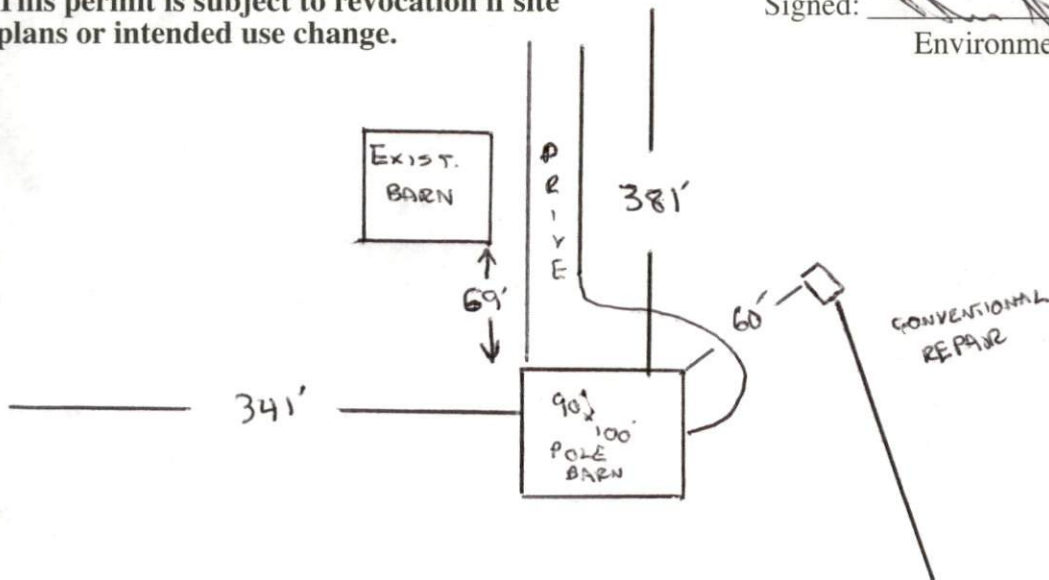 This permit is subject to revocation if site
plans or intended use change.
Signed:
Environme
EXIST.
BARN
DRIVE
381'
69'
60'
CONVENTIONAL
REPAIR
341'
90'
100'
POLE
BARN